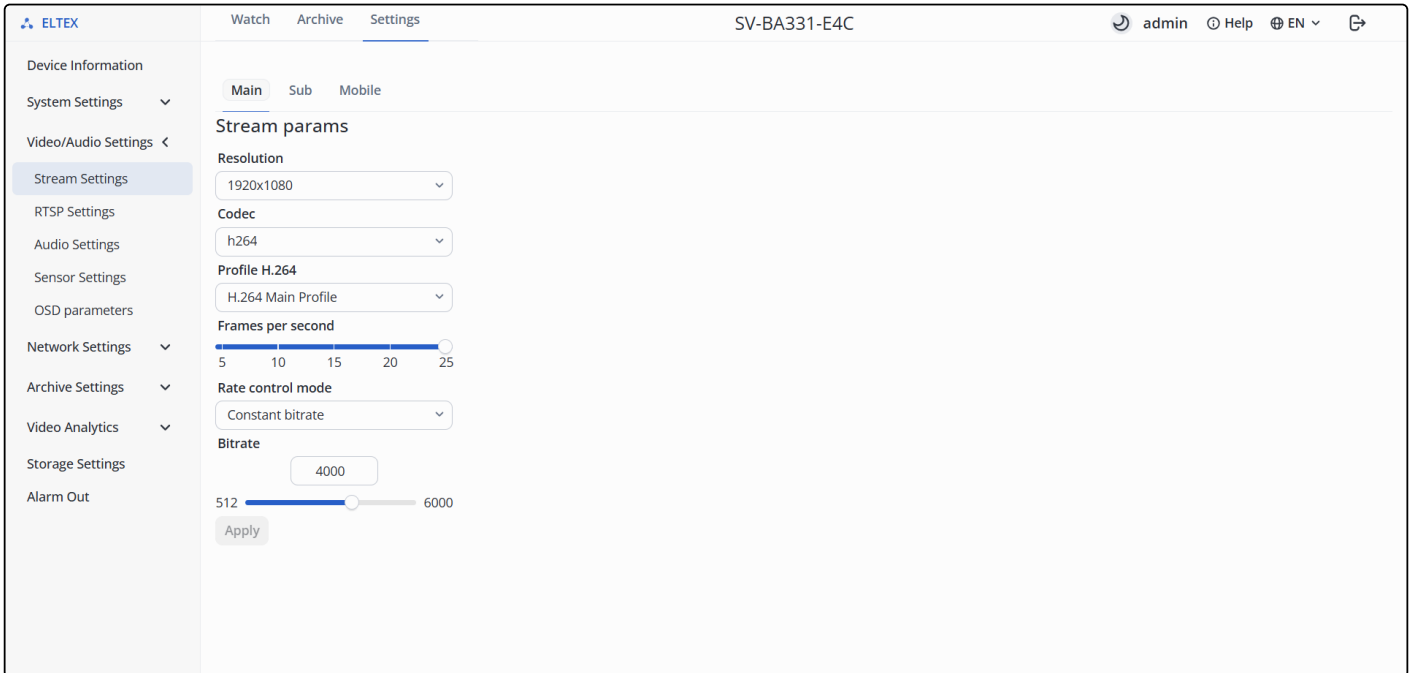 ELTEX
Watch Archive Settings
SV-BA331-E4C
admin Help EN
Device Information
System Settings
Video/Audio Settings
Stream Settings
RTSP Settings
Audio Settings
Sensor Settings
OSD parameters
Network Settings
Archive Settings
Video Analytics
Storage Settings
Alarm Out
Main Sub Mobile
Stream params
Resolution
1920x1080
Codec
h264
Profile H.264
H.264 Main Profile
Frames per second
5 10 15 20 25
Rate control mode
Constant bitrate
Bitrate
4000
512 6000
Apply